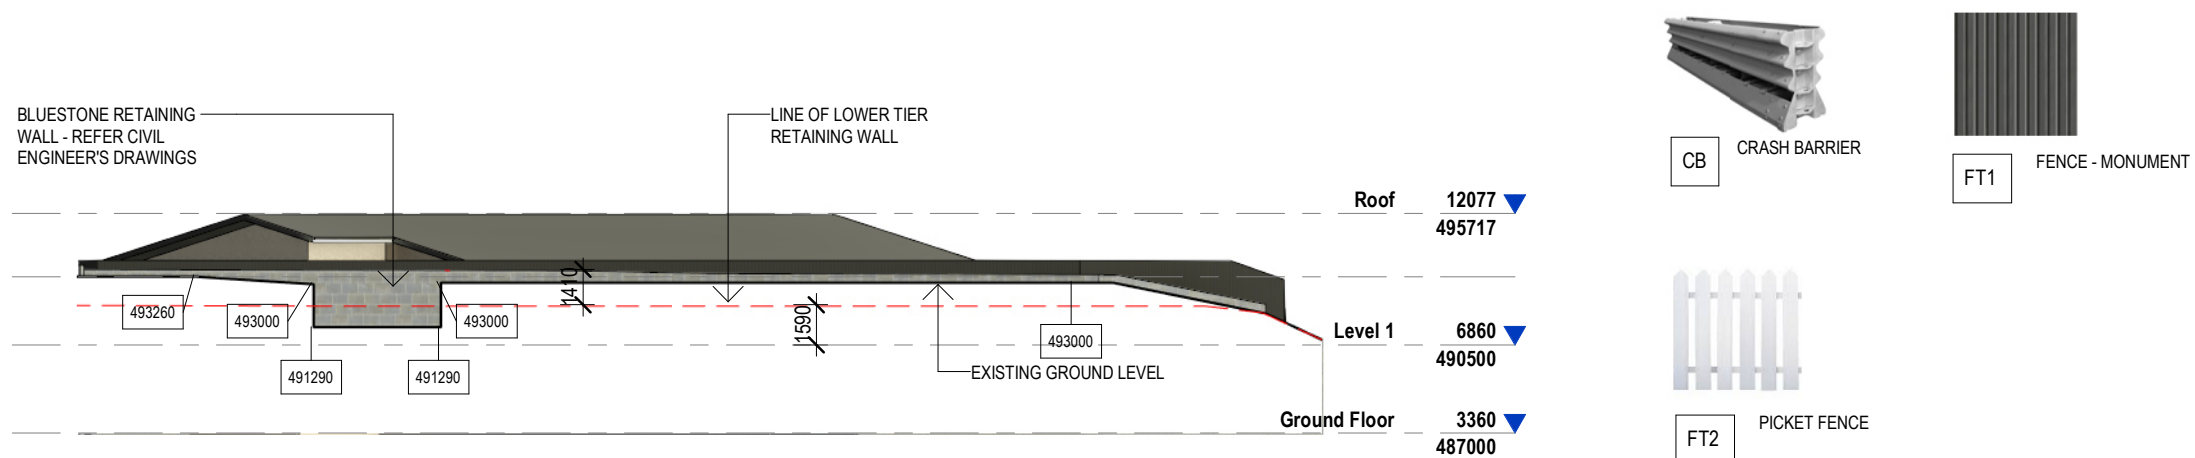 BLUESTONE RETAINING
WALL - REFER CIVIL
ENGINEER'S DRAWINGS
LINE OF LOWER TIER
RETAINING WALL
Roof 12077
495717
1410
1590
493260
493000
493000
493000
491290
491290
EXISTING GROUND LEVEL
Level 1 6860
490500
Ground Floor 3360
487000
CB CRASH BARRIER
FT1 FENCE - MONUMENT
FT2 PICKET FENCE